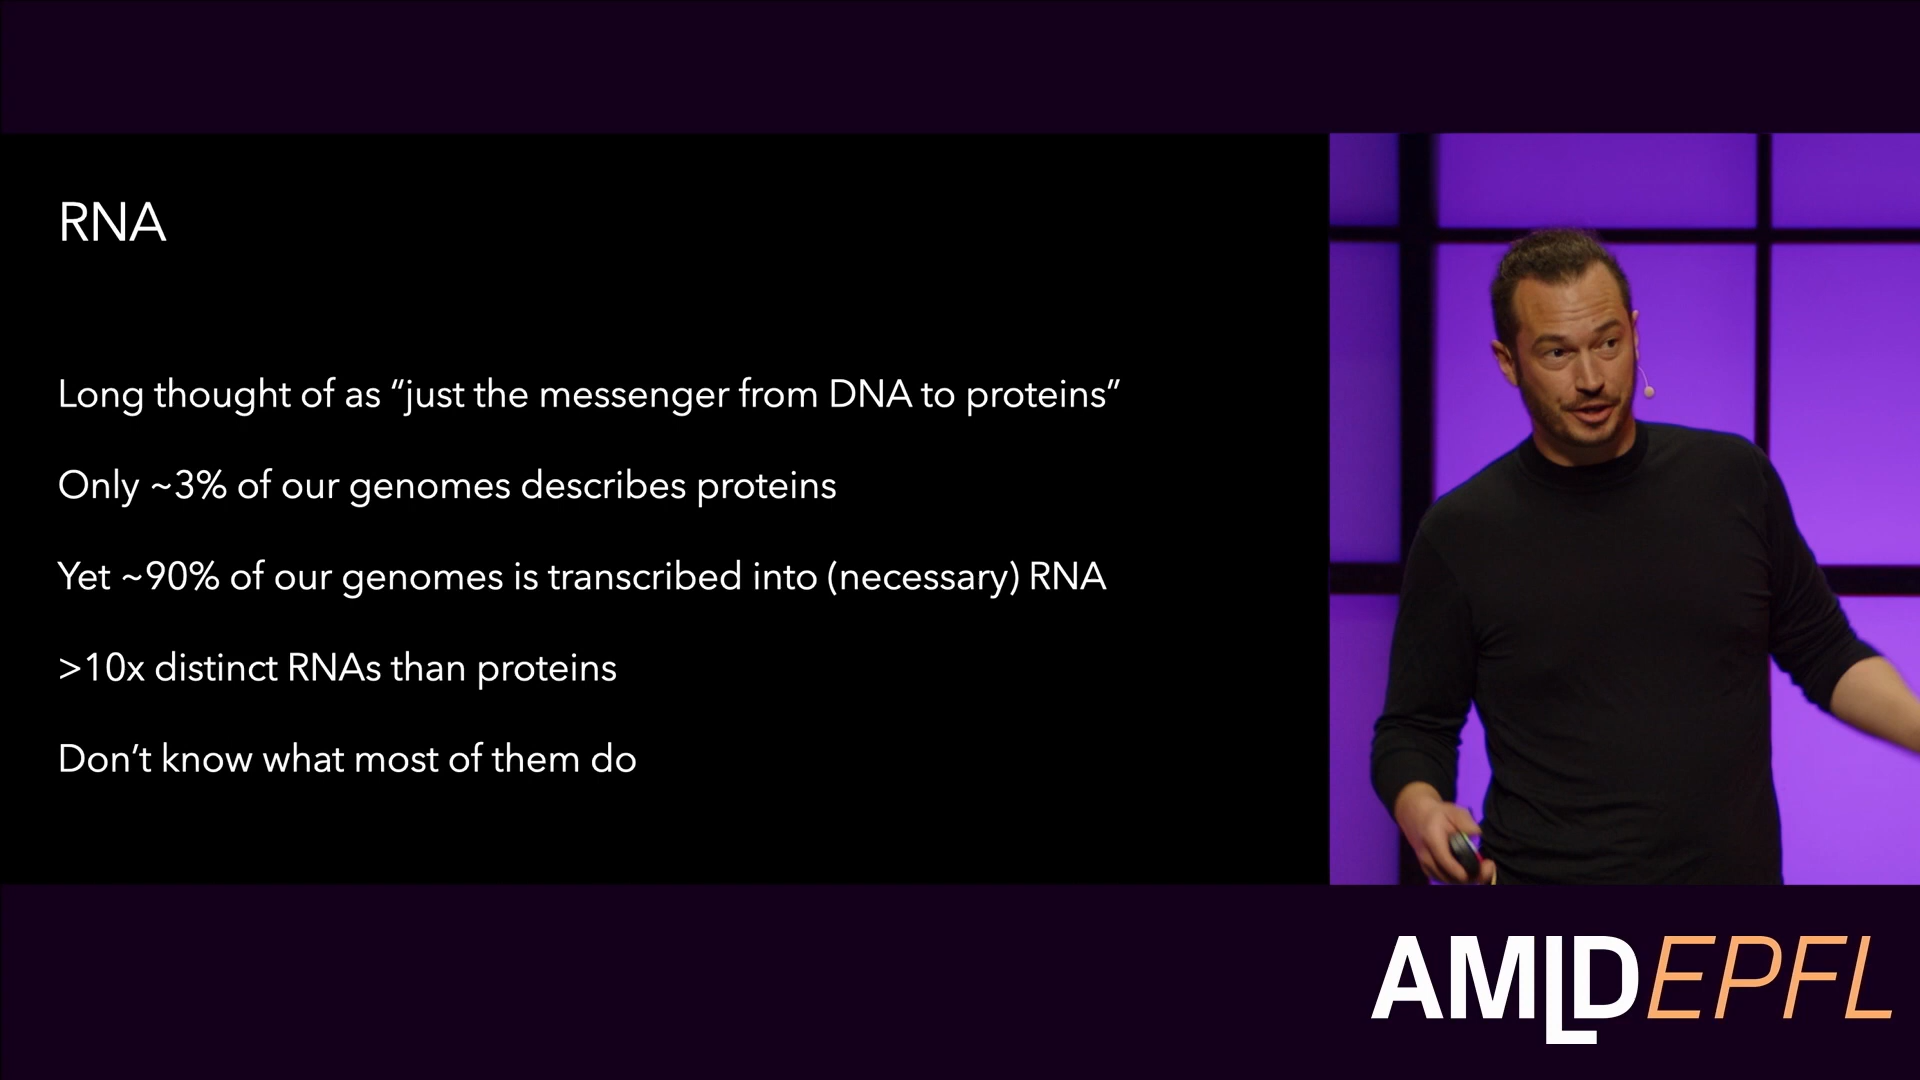 RNA
Long thought of as “just the messenger from DNA to proteins”
Only ~3% of our genomes describes proteins
Yet ~90% of our genomes is transcribed into (necessary) RNA
>10x distinct RNAs than proteins
Don’t know what most of them do
AMLDEPFL